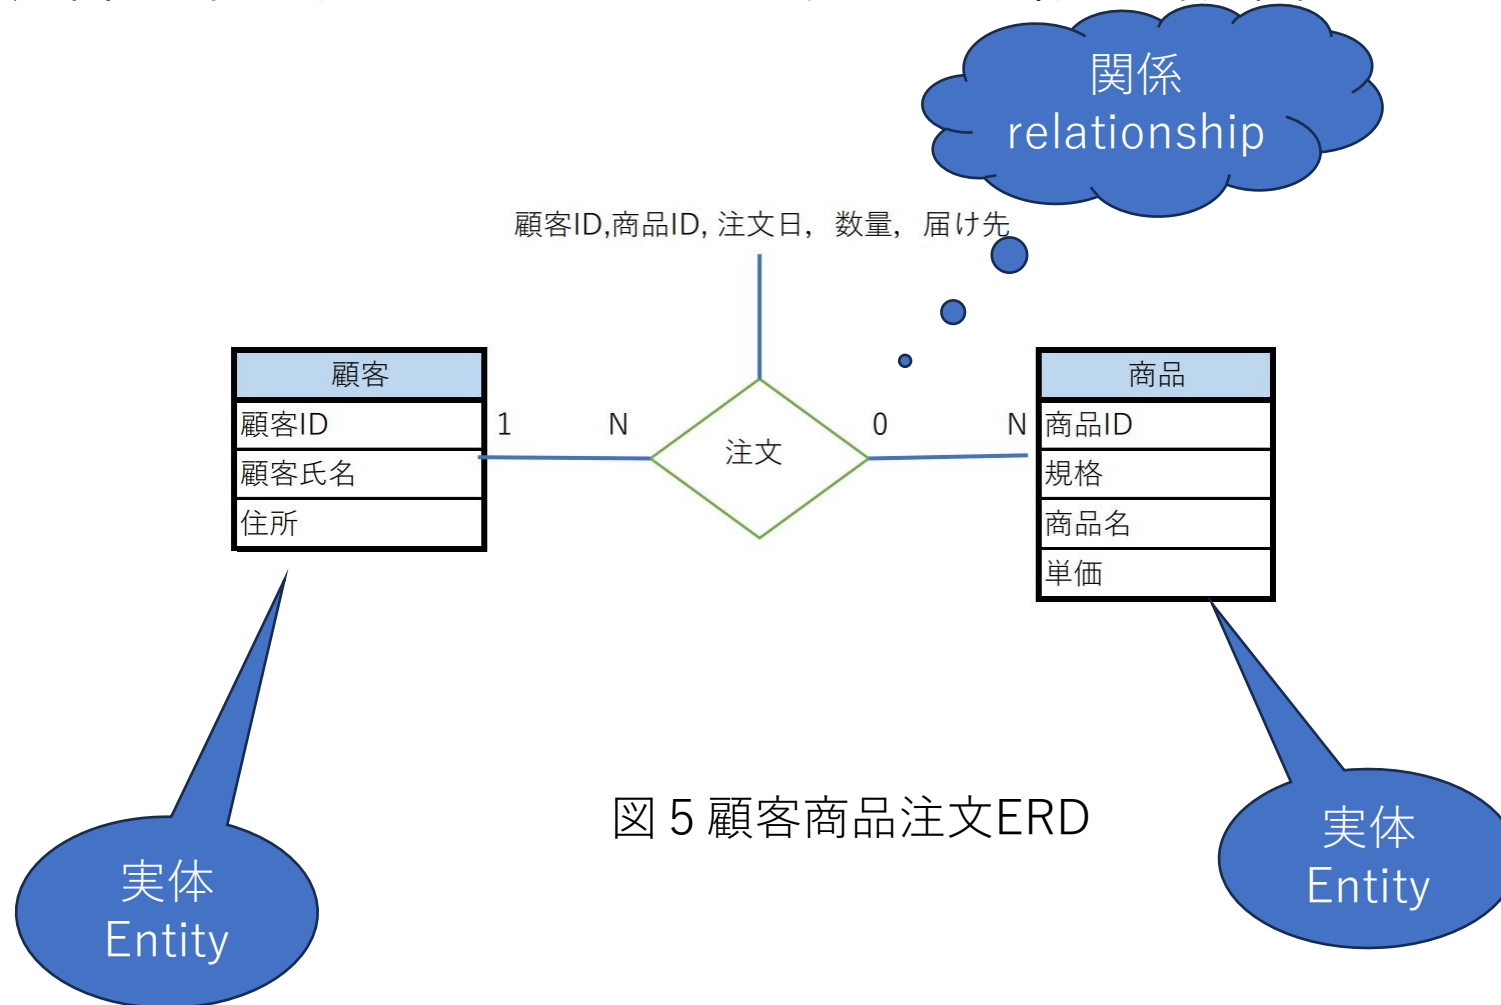 関係
relationship
顧客ID,商品ID, 注文日, 数量, 届け先
顧客
顧客ID
顧客氏名
住所
1 N
注文
0 N
商品
商品ID
規格
商品名
単価
図 5 顧客商品注文ERD
実体
Entity
実体
Entity